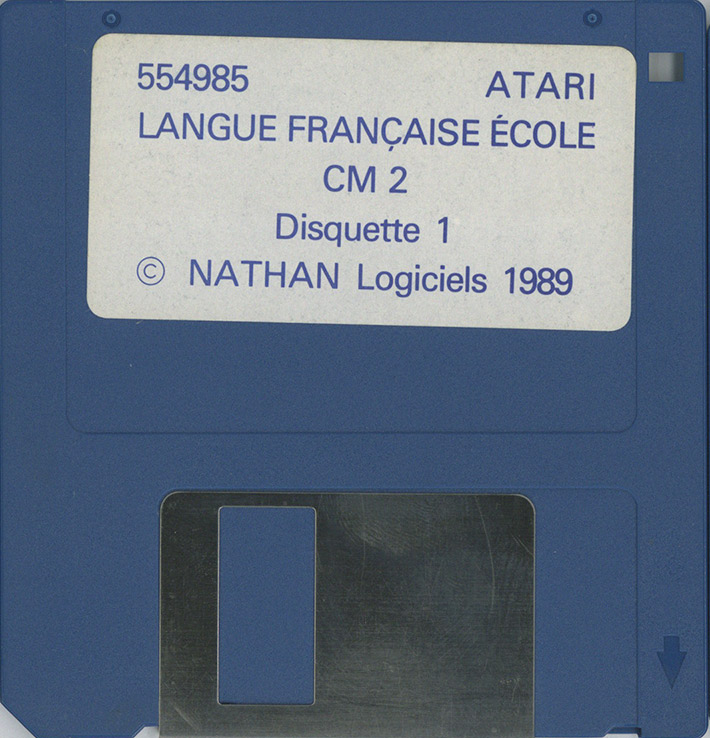 554985 ATARI
LANGUE FRANÇAISE ÉCOLE
CM 2
Disquette 1
© NATHAN Logiciels 1989